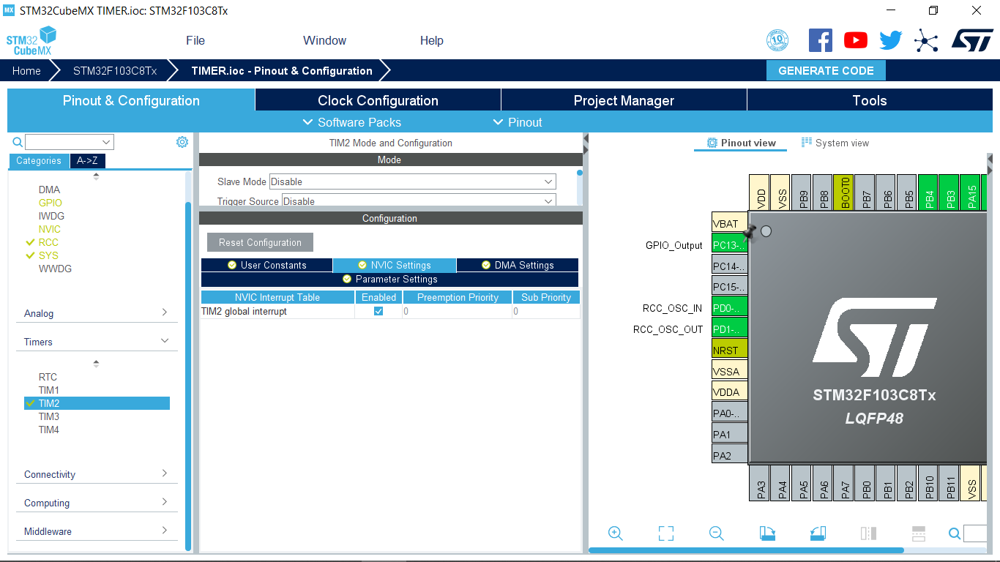 MX STM32CubeMX TIMER.ioc: STM32F103C8Tx
STM32 CubeMX
File Window Help
10
ST
Home STM32F103C8Tx TIMER.ioc - Pinout & Configuration GENERATE CODE
Pinout & Configuration Clock Configuration Project Manager Tools
Software Packs Pinout
Categories A->Z
DMA
GPIO
IWDG
NVIC
RCC
SYS
WWDG
Analog
Timers
RTC
TIM1
TIM2
TIM3
TIM4
Connectivity
Computing
Middleware
TIM2 Mode and Configuration
Mode
Slave Mode Disable
Trigger Source Disable
Configuration
Reset Configuration
User Constants NVIC Settings DMA Settings
Parameter Settings
NVIC Interrupt Table Enabled Preemption Priority Sub Priority
TIM2 global interrupt 0 0
Pinout view System view
VDD VSS PB9 PB8 BOOT0 PB7 PB6 PB5 PB4 PB3 PA15
VBAT
GPIO_Output PC13-..
PC14-..
PC15-..
RCC_OSC_IN PD0-..
RCC_OSC_OUT PD1-..
NRST
VSSA
VDDA
PA0-..
PA1
PA2
ST
STM32F103C8Tx
LQFP48
PA3 PA4 PA5 PA6 PA7 PB0 PB1 PB2 PB10 PB11 VSS